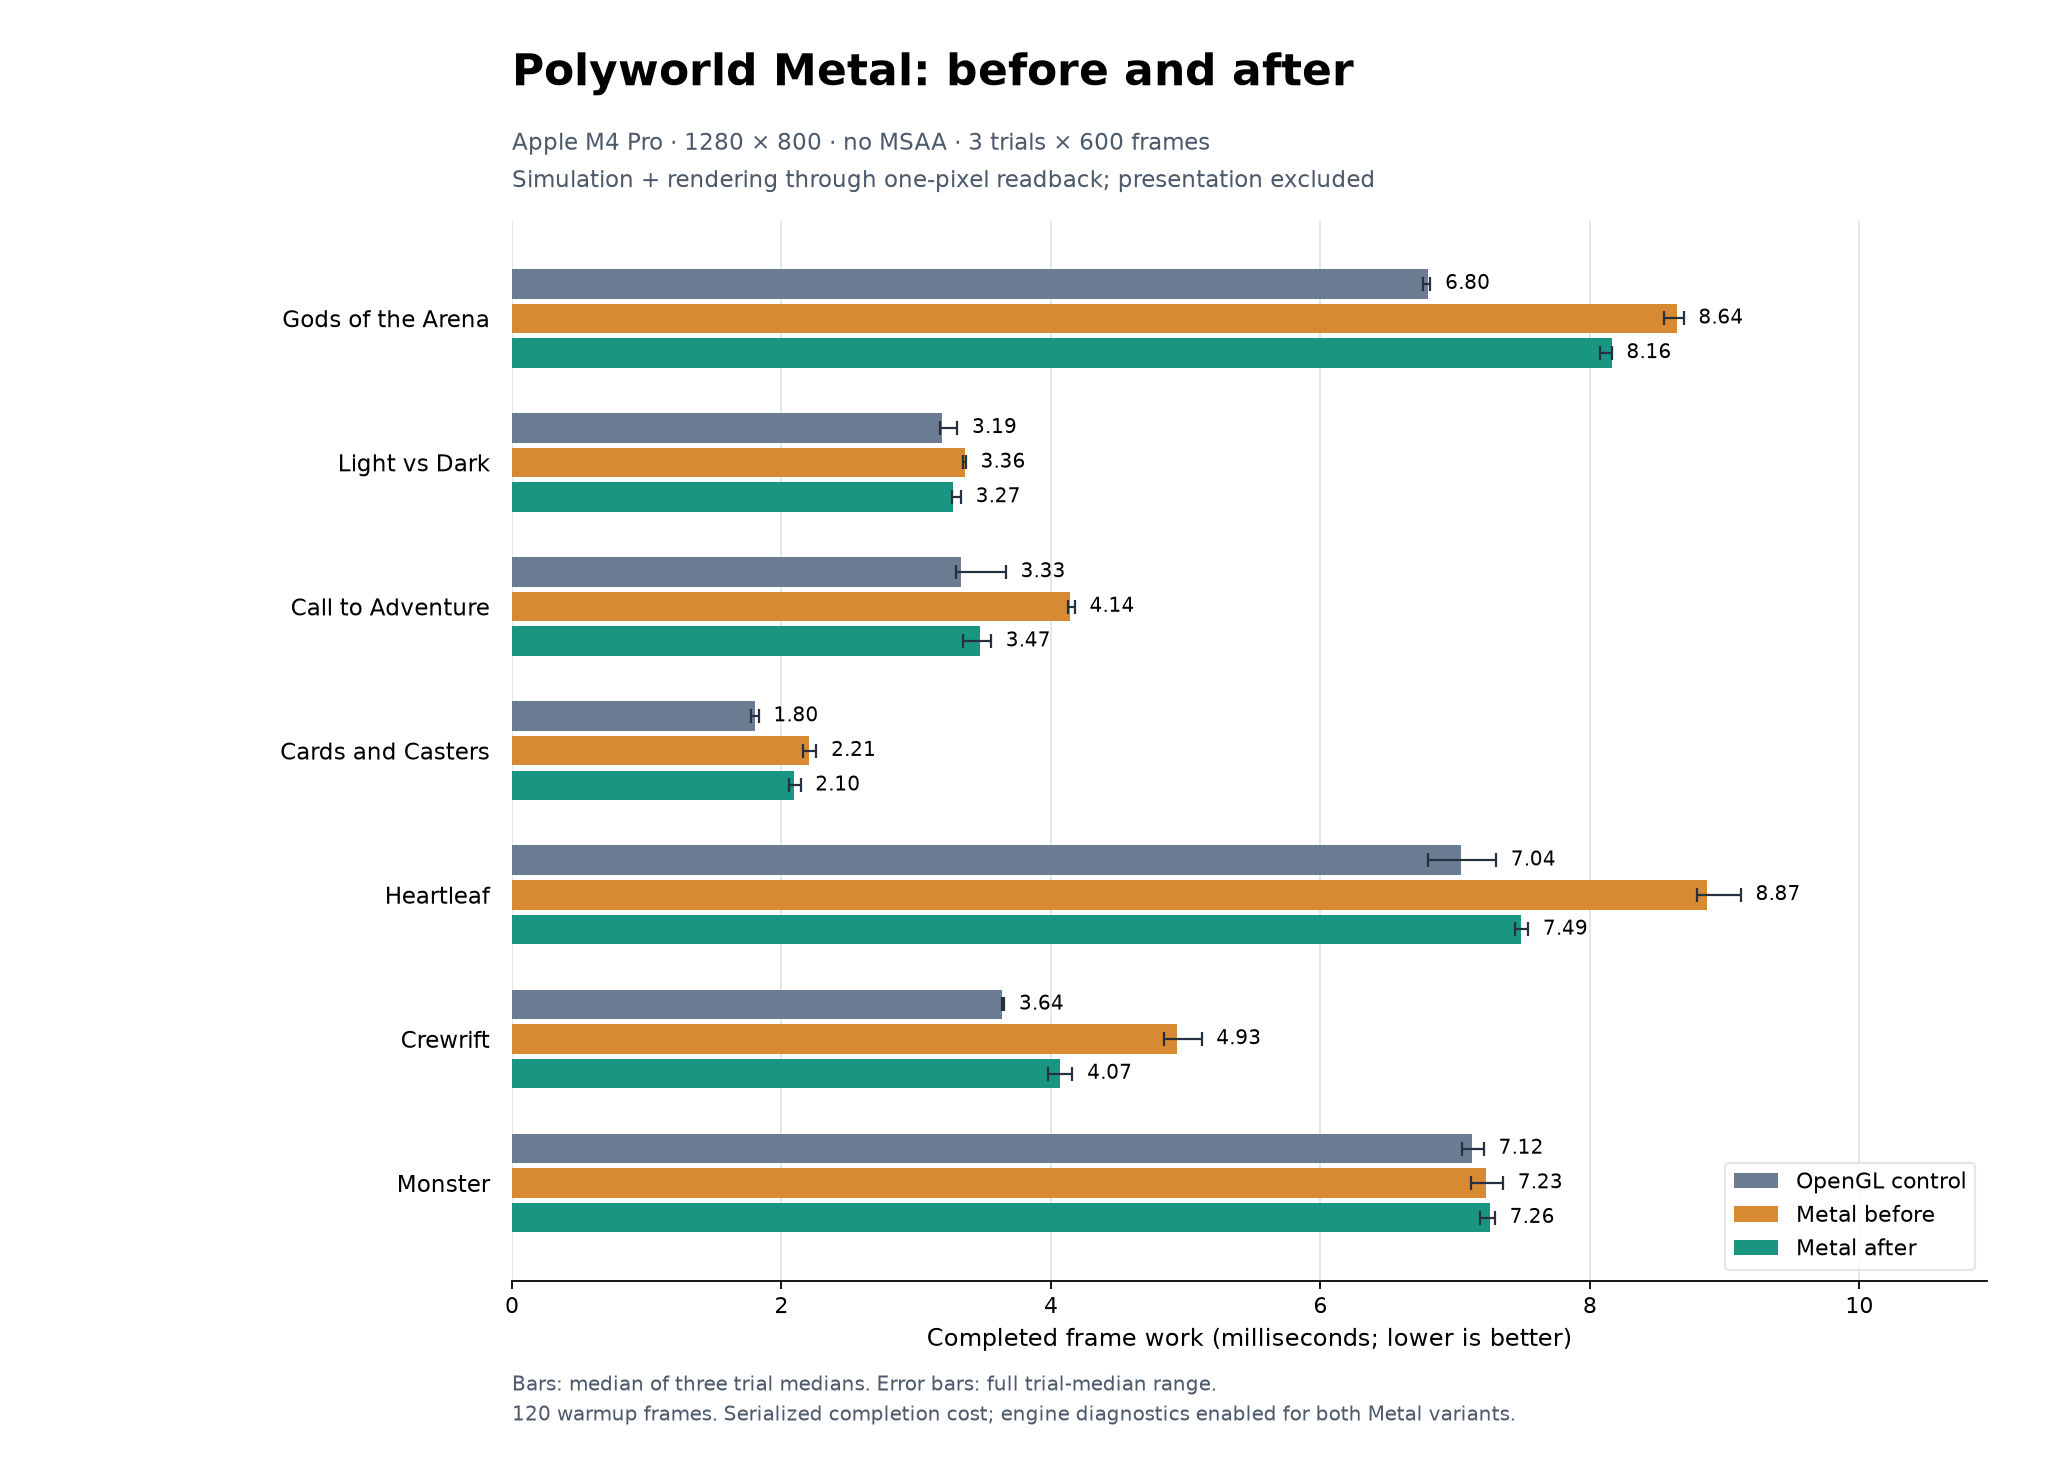 Polyworld Metal: before and after
Apple M4 Pro · 1280 × 800 · no MSAA · 3 trials × 600 frames
Simulation + rendering through one-pixel readback; presentation excluded
6.80
Gods of the Arena
8.64
8.16
3.19
Light vs Dark
3.36
3.27
3.33
Call to Adventure
4.14
3.47
1.80
Cards and Casters
2.21
2.10
7.04
Heartleaf
8.87
7.49
3.64
Crewrift
4.93
4.07
7.12
Monster
7.23
7.26
OpenGL control
Metal before
Metal after
0 2 4 6 8 10
Completed frame work (milliseconds; lower is better)
Bars: median of three trial medians. Error bars: full trial-median range.
120 warmup frames. Serialized completion cost; engine diagnostics enabled for both Metal variants.